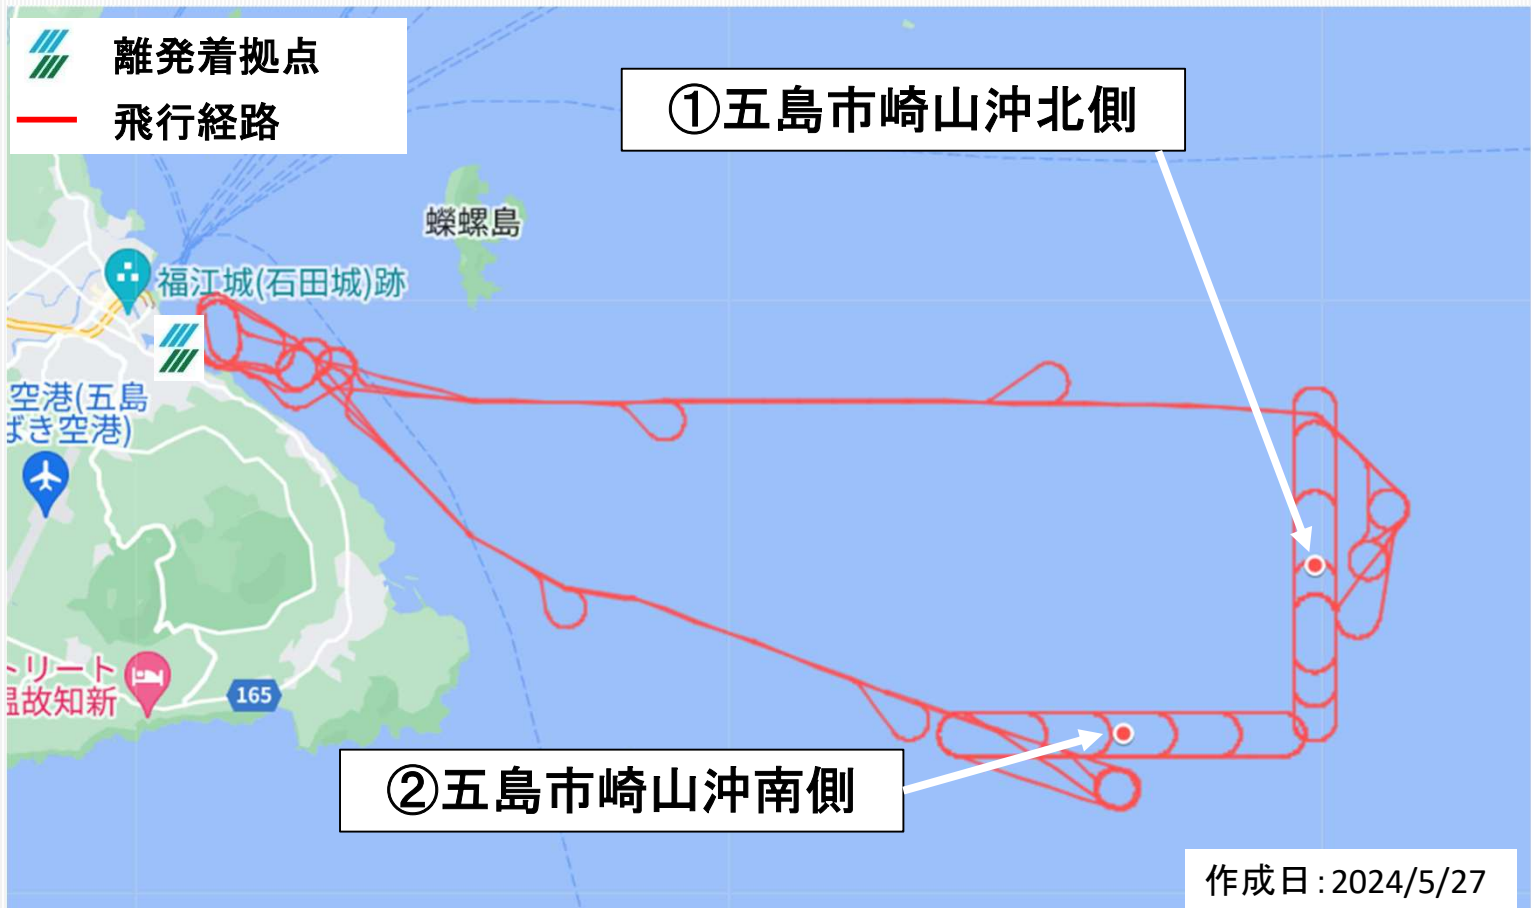 離発着拠点
飛行経路
①五島市崎山沖北側
蠑螺島
福江城(石田城)跡
空港(五島
ばき空港)
トリート
温故知新
165
②五島市崎山沖南側
作成日:2024/5/27